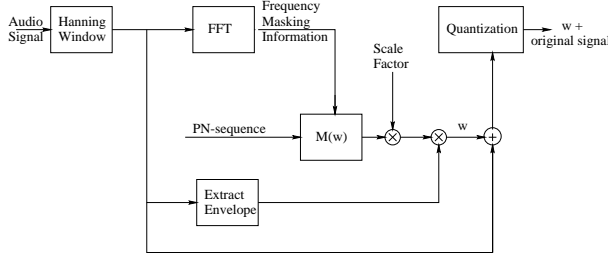 Audio
Signal
Hanning
Window
FFT
Frequency
Masking
Information
Scale
Factor
Quantization
w +
original signal
PN-sequence
M(w)
×
×
w
+
Extract
Envelope